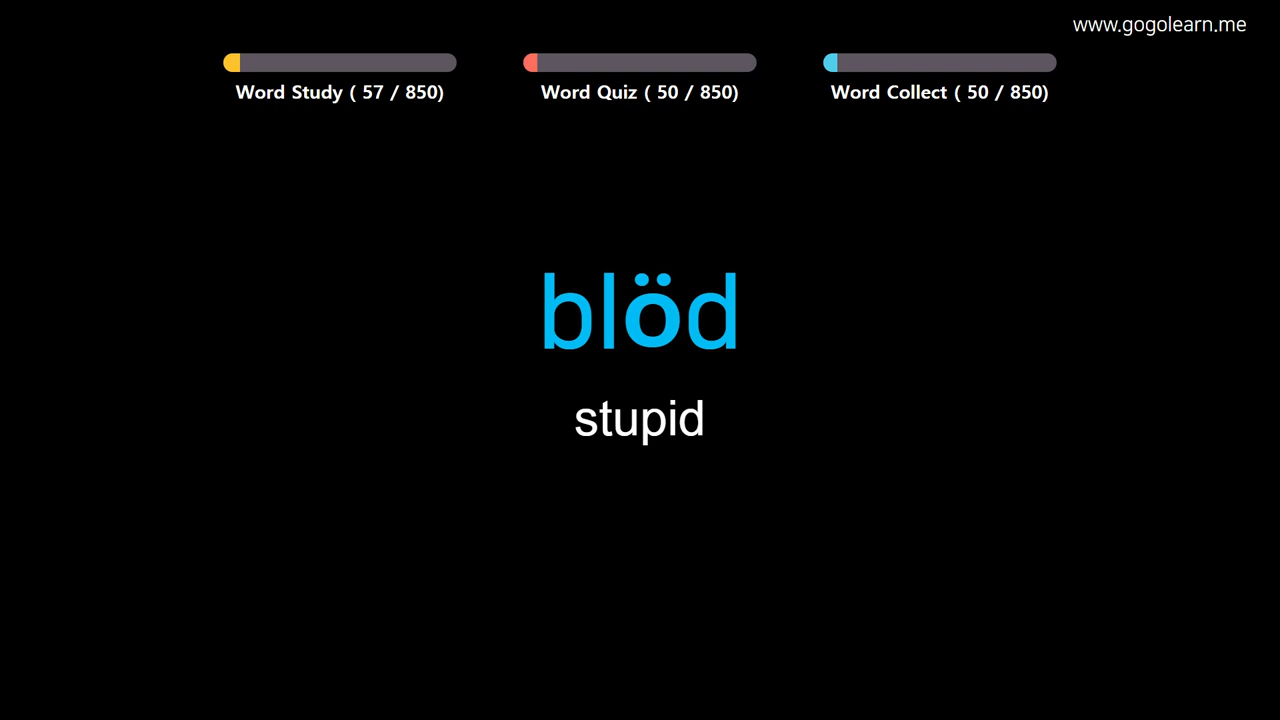 www.gogolearn.me
Word Study ( 57 / 850)
Word Quiz ( 50 / 850)
Word Collect ( 50 / 850)
blöd
stupid